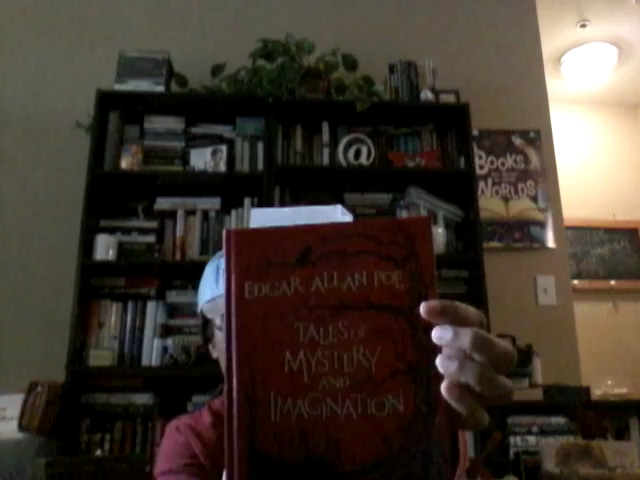 @
BOOKS
WORLDS
EDGAR ALLAN POE
TALES OF
MYSTERY
AND
IMAGINATION